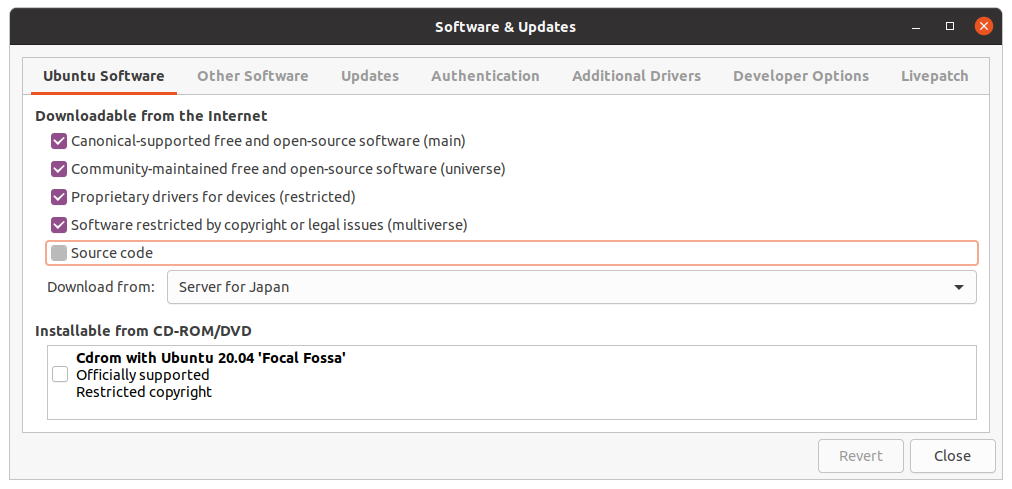 Software & Updates
Ubuntu Software Other Software Updates Authentication Additional Drivers Developer Options Livepatch
Downloadable from the Internet
Canonical-supported free and open-source software (main)
Community-maintained free and open-source software (universe)
Proprietary drivers for devices (restricted)
Software restricted by copyright or legal issues (multiverse)
Source code
Download from: Server for Japan
Installable from CD-ROM/DVD
Cdrom with Ubuntu 20.04 'Focal Fossa'
Officially supported
Restricted copyright
Revert Close